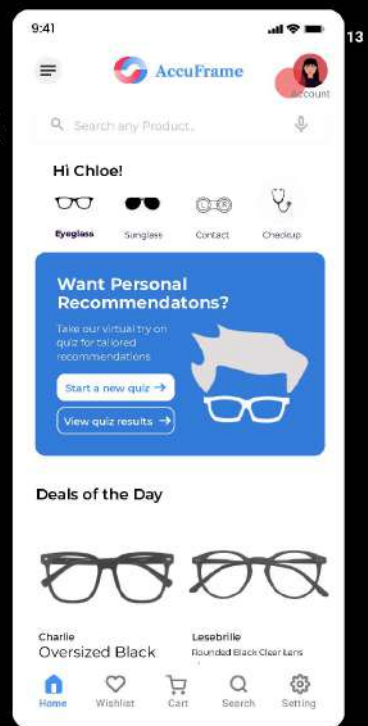 9:41
13
AccuFrame
Account
Search any Product..
Hi Chloe!
Eyeglass
Sunglass
Contact
Checkup
Want Personal
Recommendatons?
Take our virtual try on
quiz for tailored
recommendations
Start a new quiz →
View quiz results →
Deals of the Day
Charlie
Oversized Black
Lesebrille
Rounded Black Clear Lens
Home
Wishlist
Cart
Search
Setting